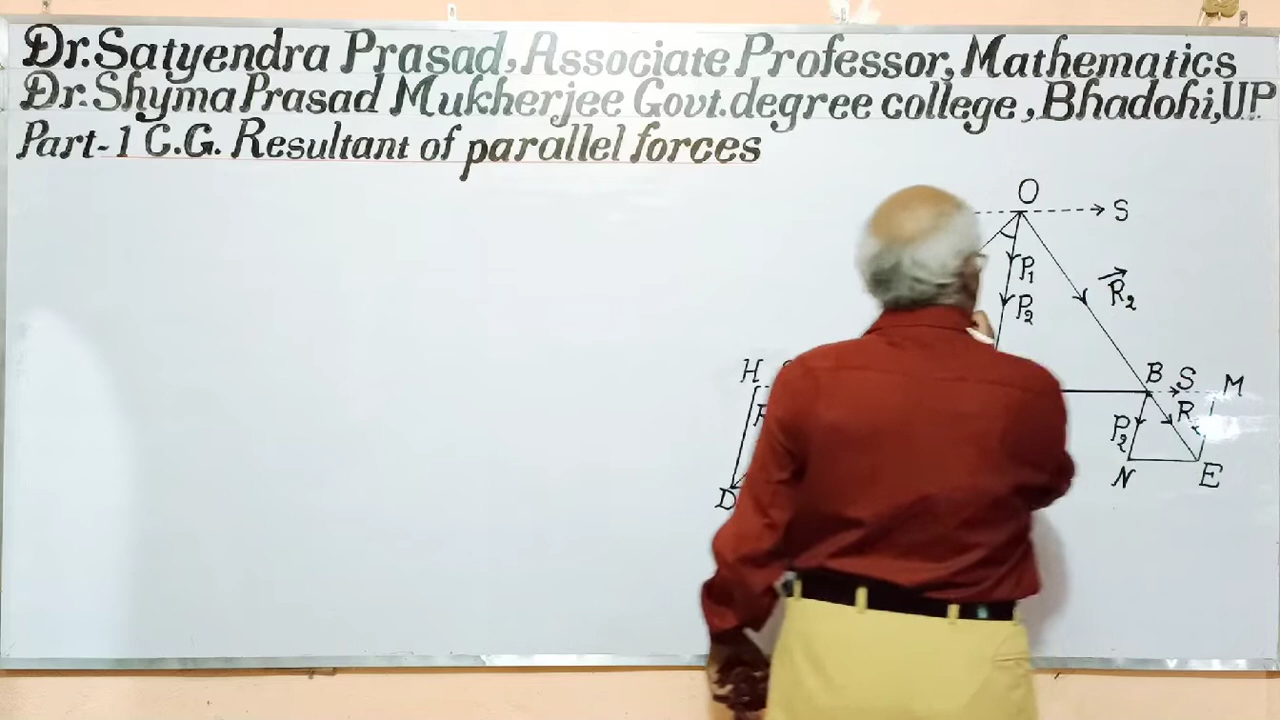 Dr. Satyendra Prasad, Associate Professor, Mathematics
Dr. Shyma Prasad Mukherjee Govt. degree college, Bhadohi, UP.
Part-1 C.G. Resultant of parallel forces
O
S
P₁
R₂
P₂
H
B S M
R
P₂
N E
D